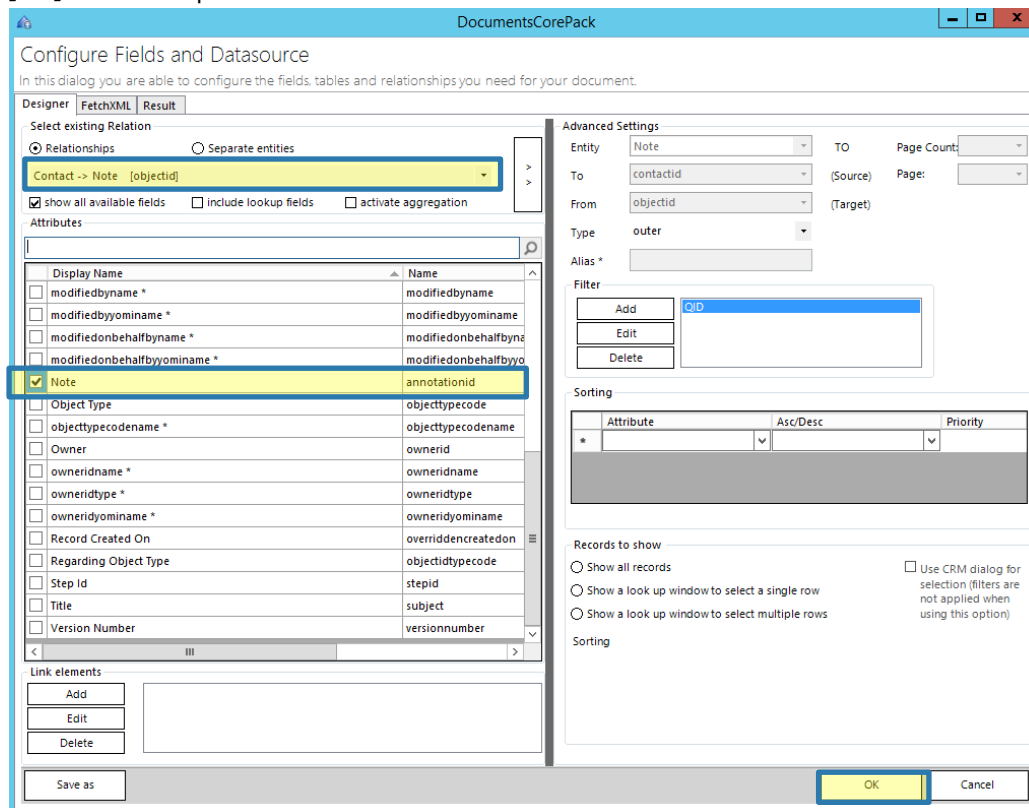 DocumentsCorePack
Configure Fields and Datasource
In this dialog you are able to configure the fields, tables and relationships you need for your document.
Designer FetchXML Result
Select existing Relation
Relationships Separate entities
Contact -> Note [objectid]
> >
show all available fields include lookup fields activate aggregation
Attributes
Display Name Name
modifiedbyname * modifiedbyname
modifiedbyyominame * modifiedbyyominame
modifiedonbehalfbyname * modifiedonbehalfbyna
modifiedonbehalfbyyominame * modifiedonbehalfbyyo
Note annotationid
Object Type objecttypecode
objecttypecodename * objecttypecodename
Owner ownerid
owneridname * owneridname
owneridtype * owneridtype
owneridyominame * owneridyominame
Record Created On overriddencreatedon
Regarding Object Type objectidtypecode
Step Id stepid
Title subject
Version Number versionnumber
Link elements
Add
Edit
Delete
Advanced Settings
Entity Note TO Page Count:
To contactid (Source) Page:
From objectid (Target)
Type outer
Alias *
Filter
Add QID
Edit
Delete
Sorting
Attribute Asc/Desc Priority
*
Records to show
Show all records
Show a look up window to select a single row
Show a look up window to select multiple rows
Use CRM dialog for
selection (filters are
not applied when
using this option)
Sorting
Save as OK Cancel